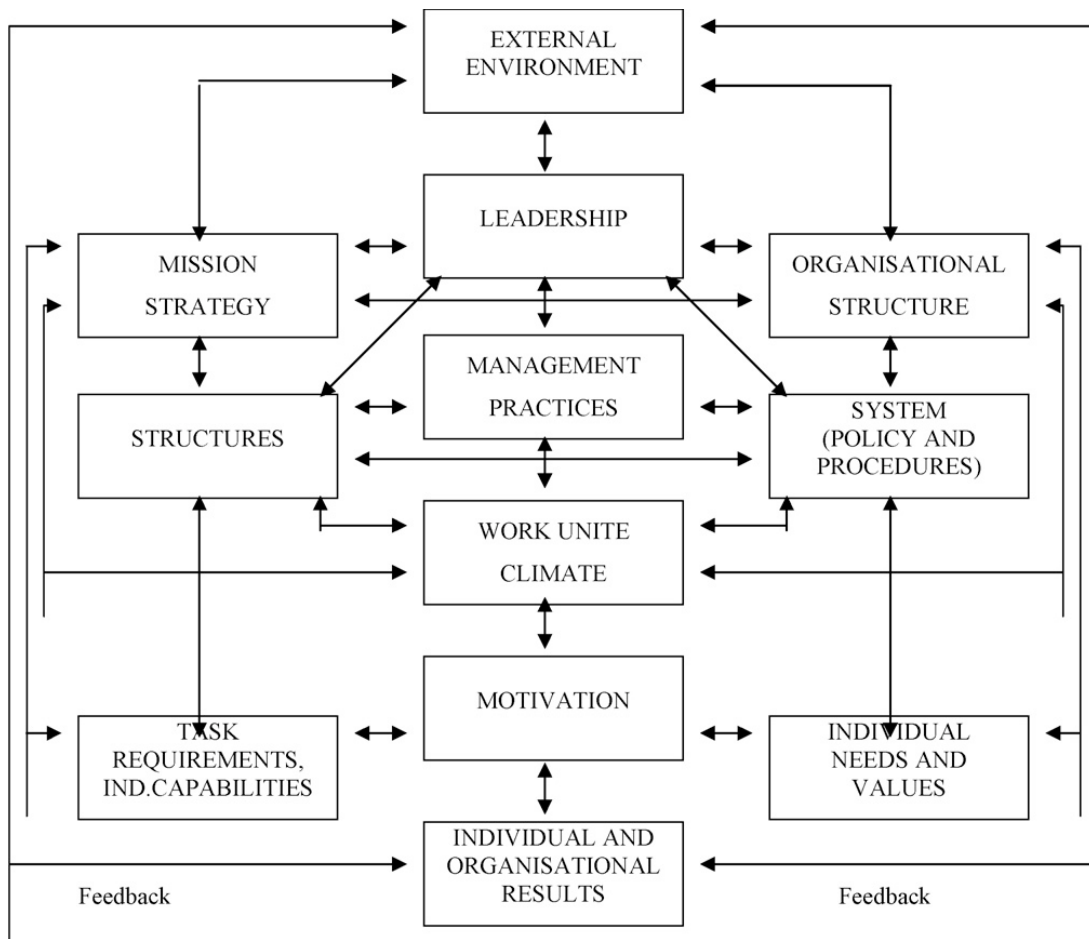 EXTERNAL
ENVIRONMENT
LEADERSHIP
MISSION
STRATEGY
ORGANISATIONAL
STRUCTURE
MANAGEMENT
PRACTICES
STRUCTURES
SYSTEM
(POLICY AND
PROCEDURES)
WORK UNITE
CLIMATE
MOTIVATION
TASK
REQUIREMENTS,
IND.CAPABILITIES
INDIVIDUAL
NEEDS AND
VALUES
INDIVIDUAL AND
ORGANISATIONAL
RESULTS
Feedback
Feedback